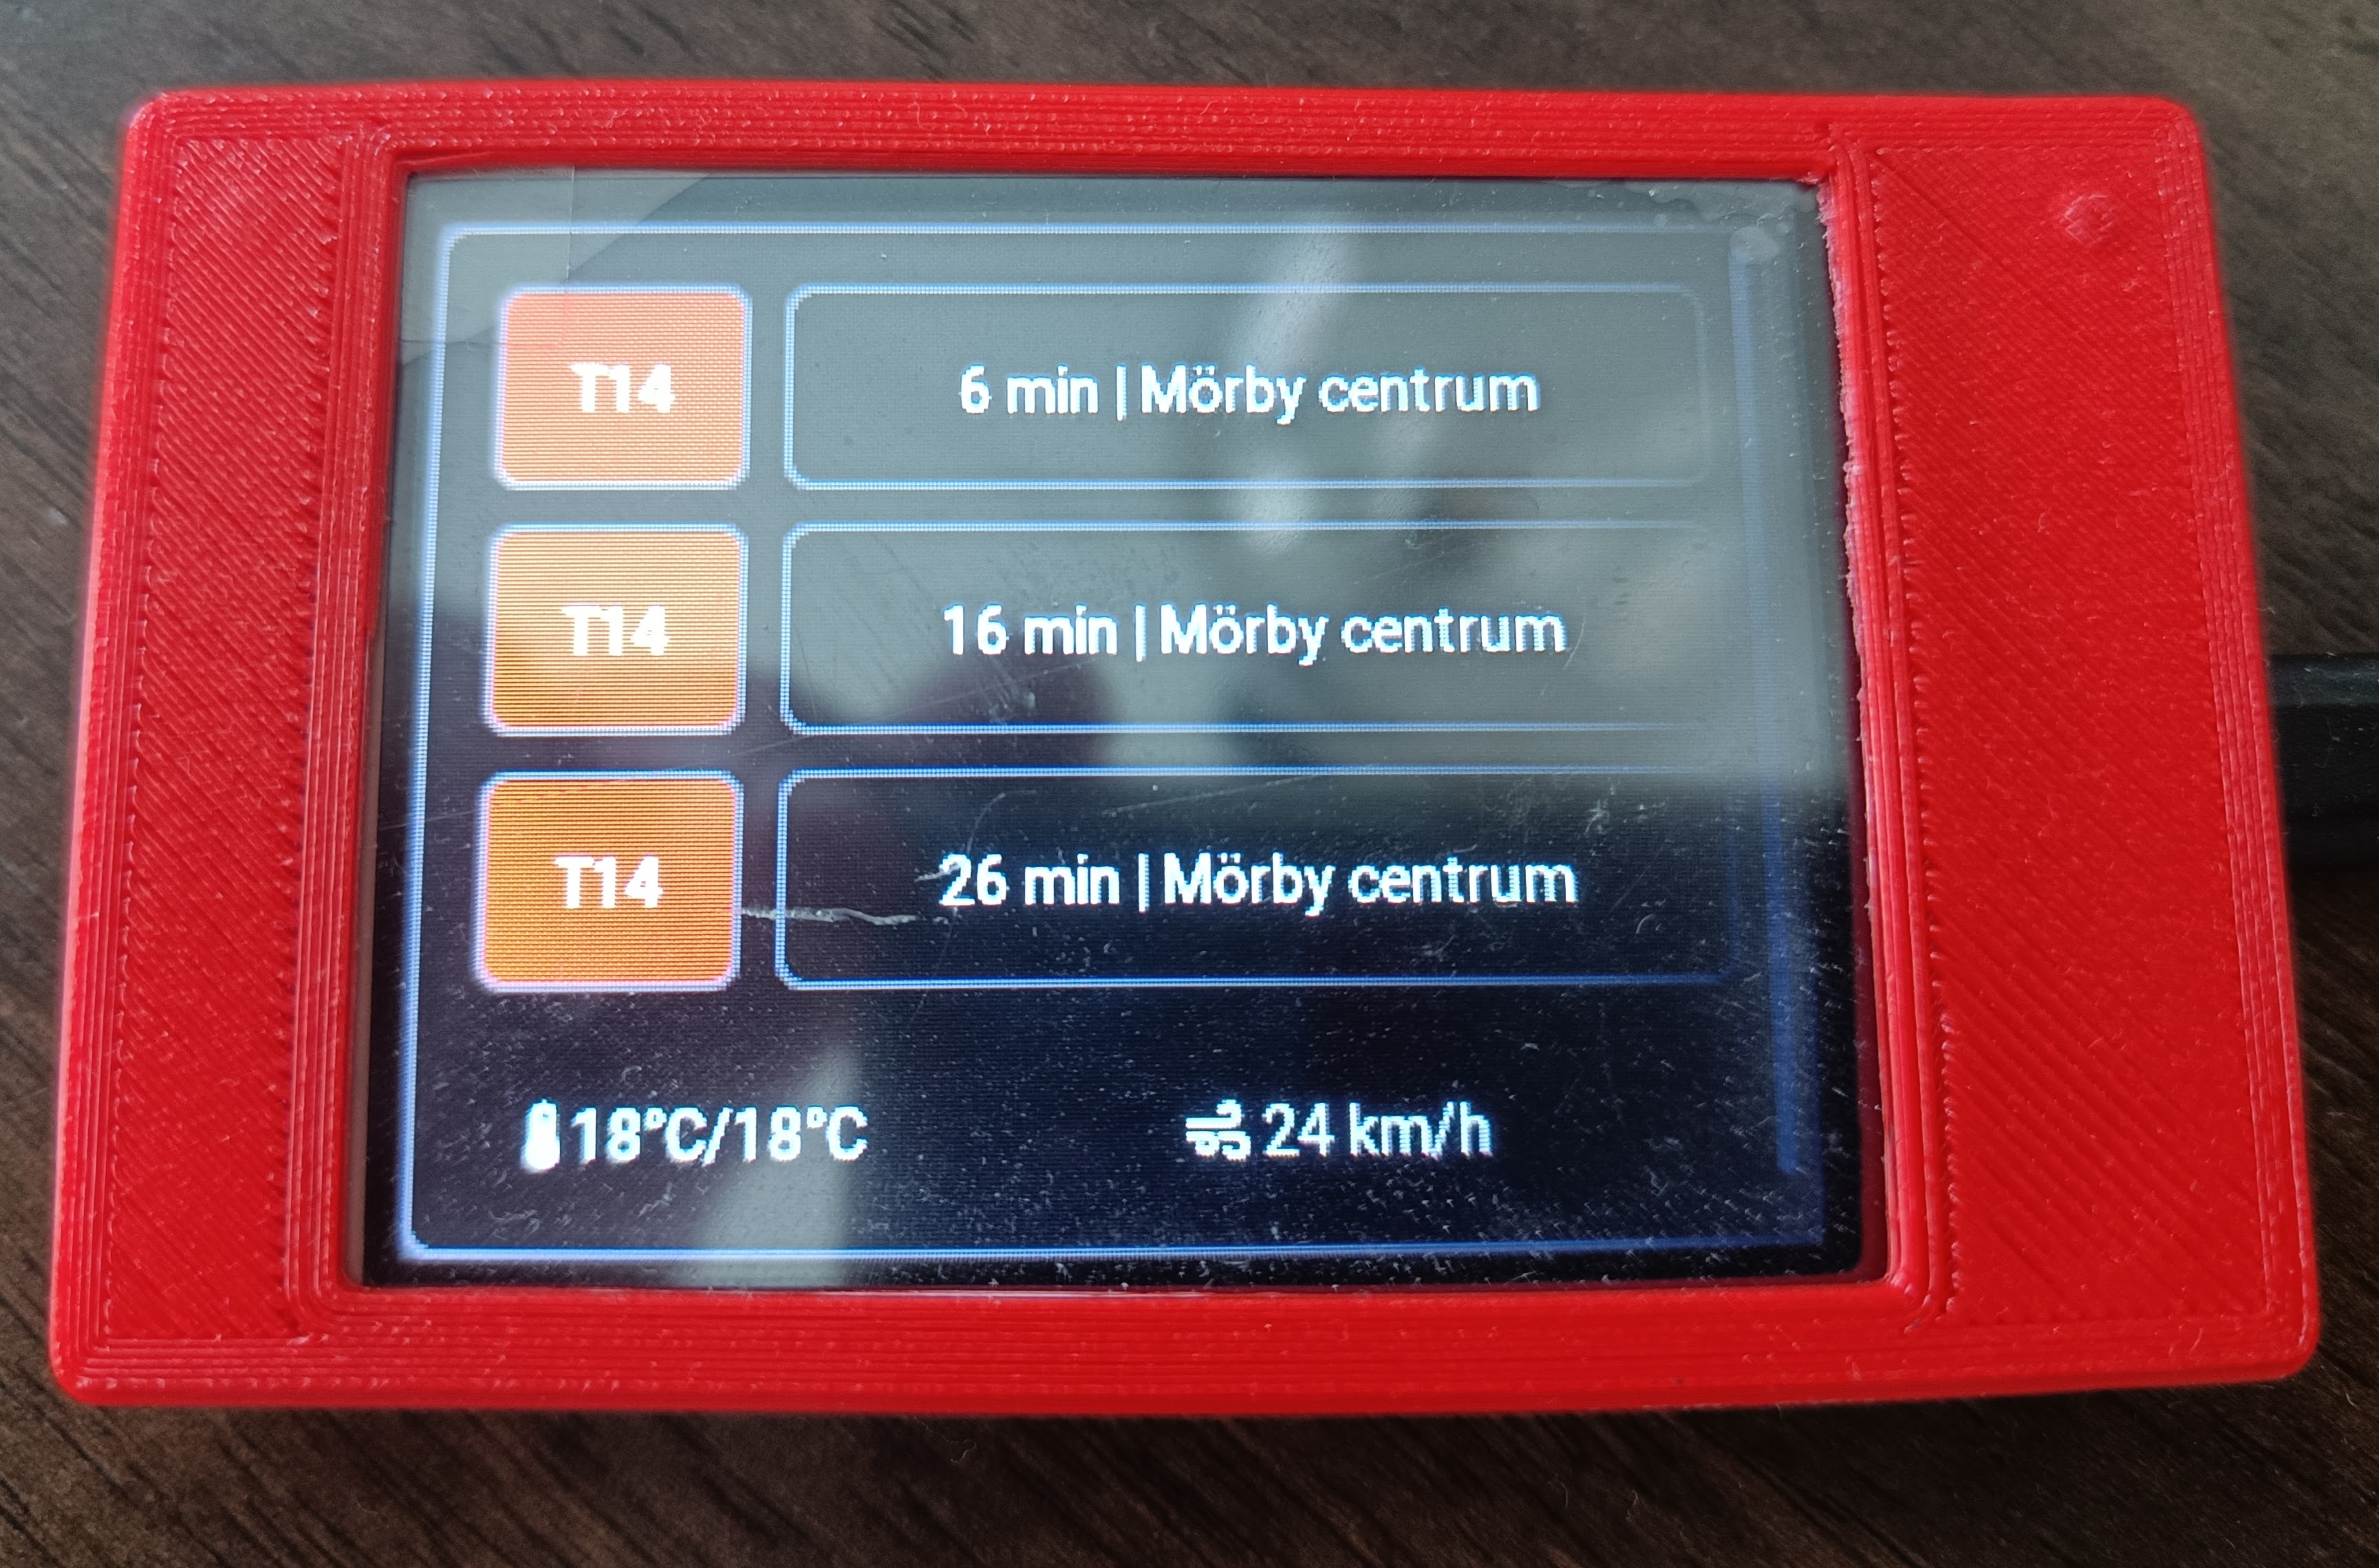 T14
6 min | Mörby centrum
T14
16 min | Mörby centrum
T14
26 min | Mörby centrum
18°C/18°C
24 km/h